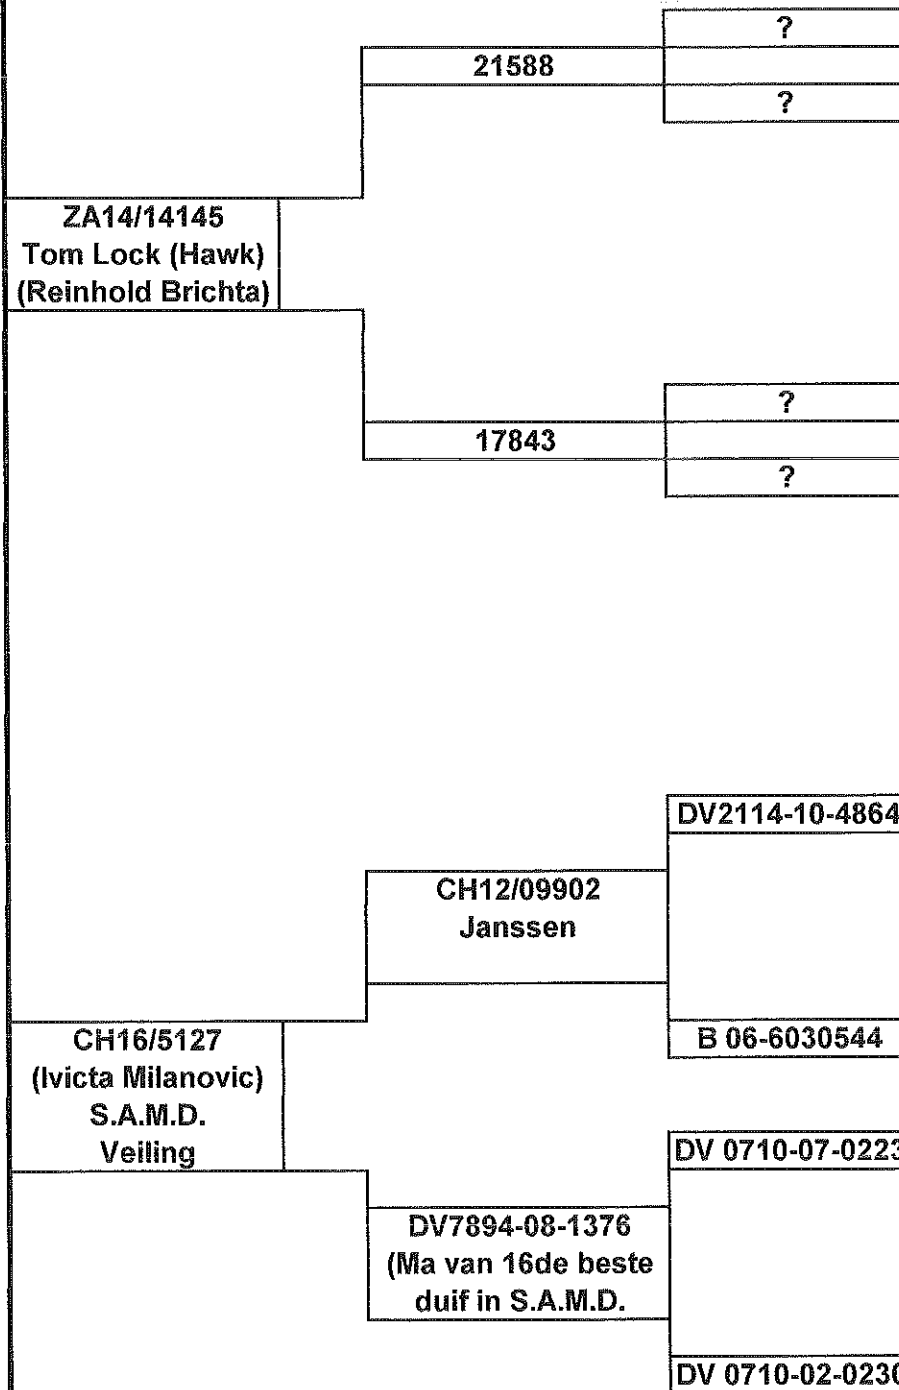 ?
21588
?
ZA14/14145
Tom Lock (Hawk)
(Reinhold Brichta)
?
17843
?
DV2114-10-4864
CH12/09902
Janssen
B 06-6030544
CH16/5127
(Ivicta Milanovic)
S.A.M.D.
Veiling
DV 0710-07-0223
DV7894-08-1376
(Ma van 16de beste
duif in S.A.M.D.
DV 0710-02-0230